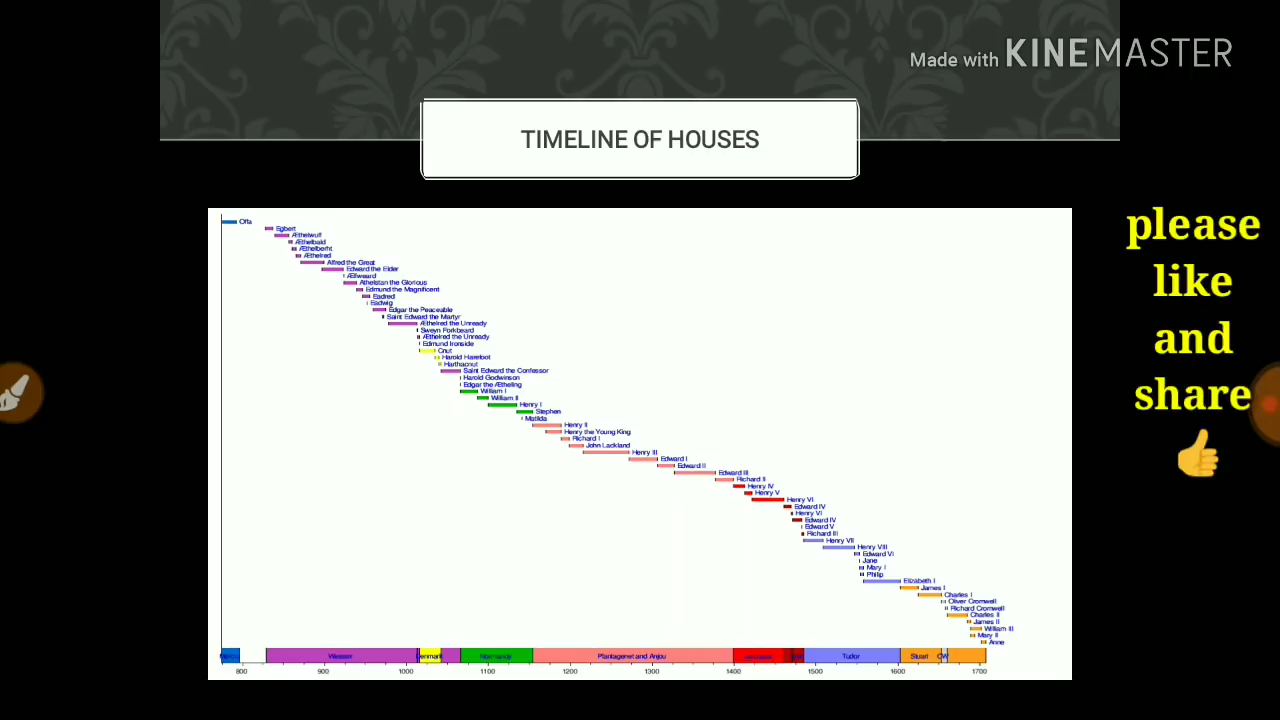 Made with KINEMASTER
TIMELINE OF HOUSES
please
like
and
share
Offa
Egbert
Æthelwulf
Æthelbald
Æthelberht
Æthelred
Alfred the Great
Edward the Elder
Ælfweard
Athelstan the Glorious
Edmund the Magnificent
Eadred
Eadwig
Edgar the Peaceable
Saint Edward the Martyr
Æthelred the Unready
Sweyn Forkbeard
Æthelred the Unready
Edmund Ironside
Cnut
Harold Harefoot
Harthacnut
Saint Edward the Confessor
Harold Godwinson
Edgar the Ætheling
William I
William II
Henry I
Stephen
Matilda
Henry II
Henry the Young King
Richard I
John Lackland
Henry III
Edward I
Edward II
Edward III
Richard II
Henry IV
Henry V
Henry VI
Edward IV
Henry VI
Edward IV
Edward V
Richard III
Henry VII
Henry VIII
Edward VI
Jane
Mary I
Philip
Elizabeth I
James I
Charles I
Oliver Cromwell
Richard Cromwell
Charles II
James II
William III
Mary II
Anne
Mercia Wessex Denmark Normandy Plantagenet and Anjou Lancaster Tudor Stuart CW
800 900 1000 1100 1200 1300 1400 1500 1600 1700